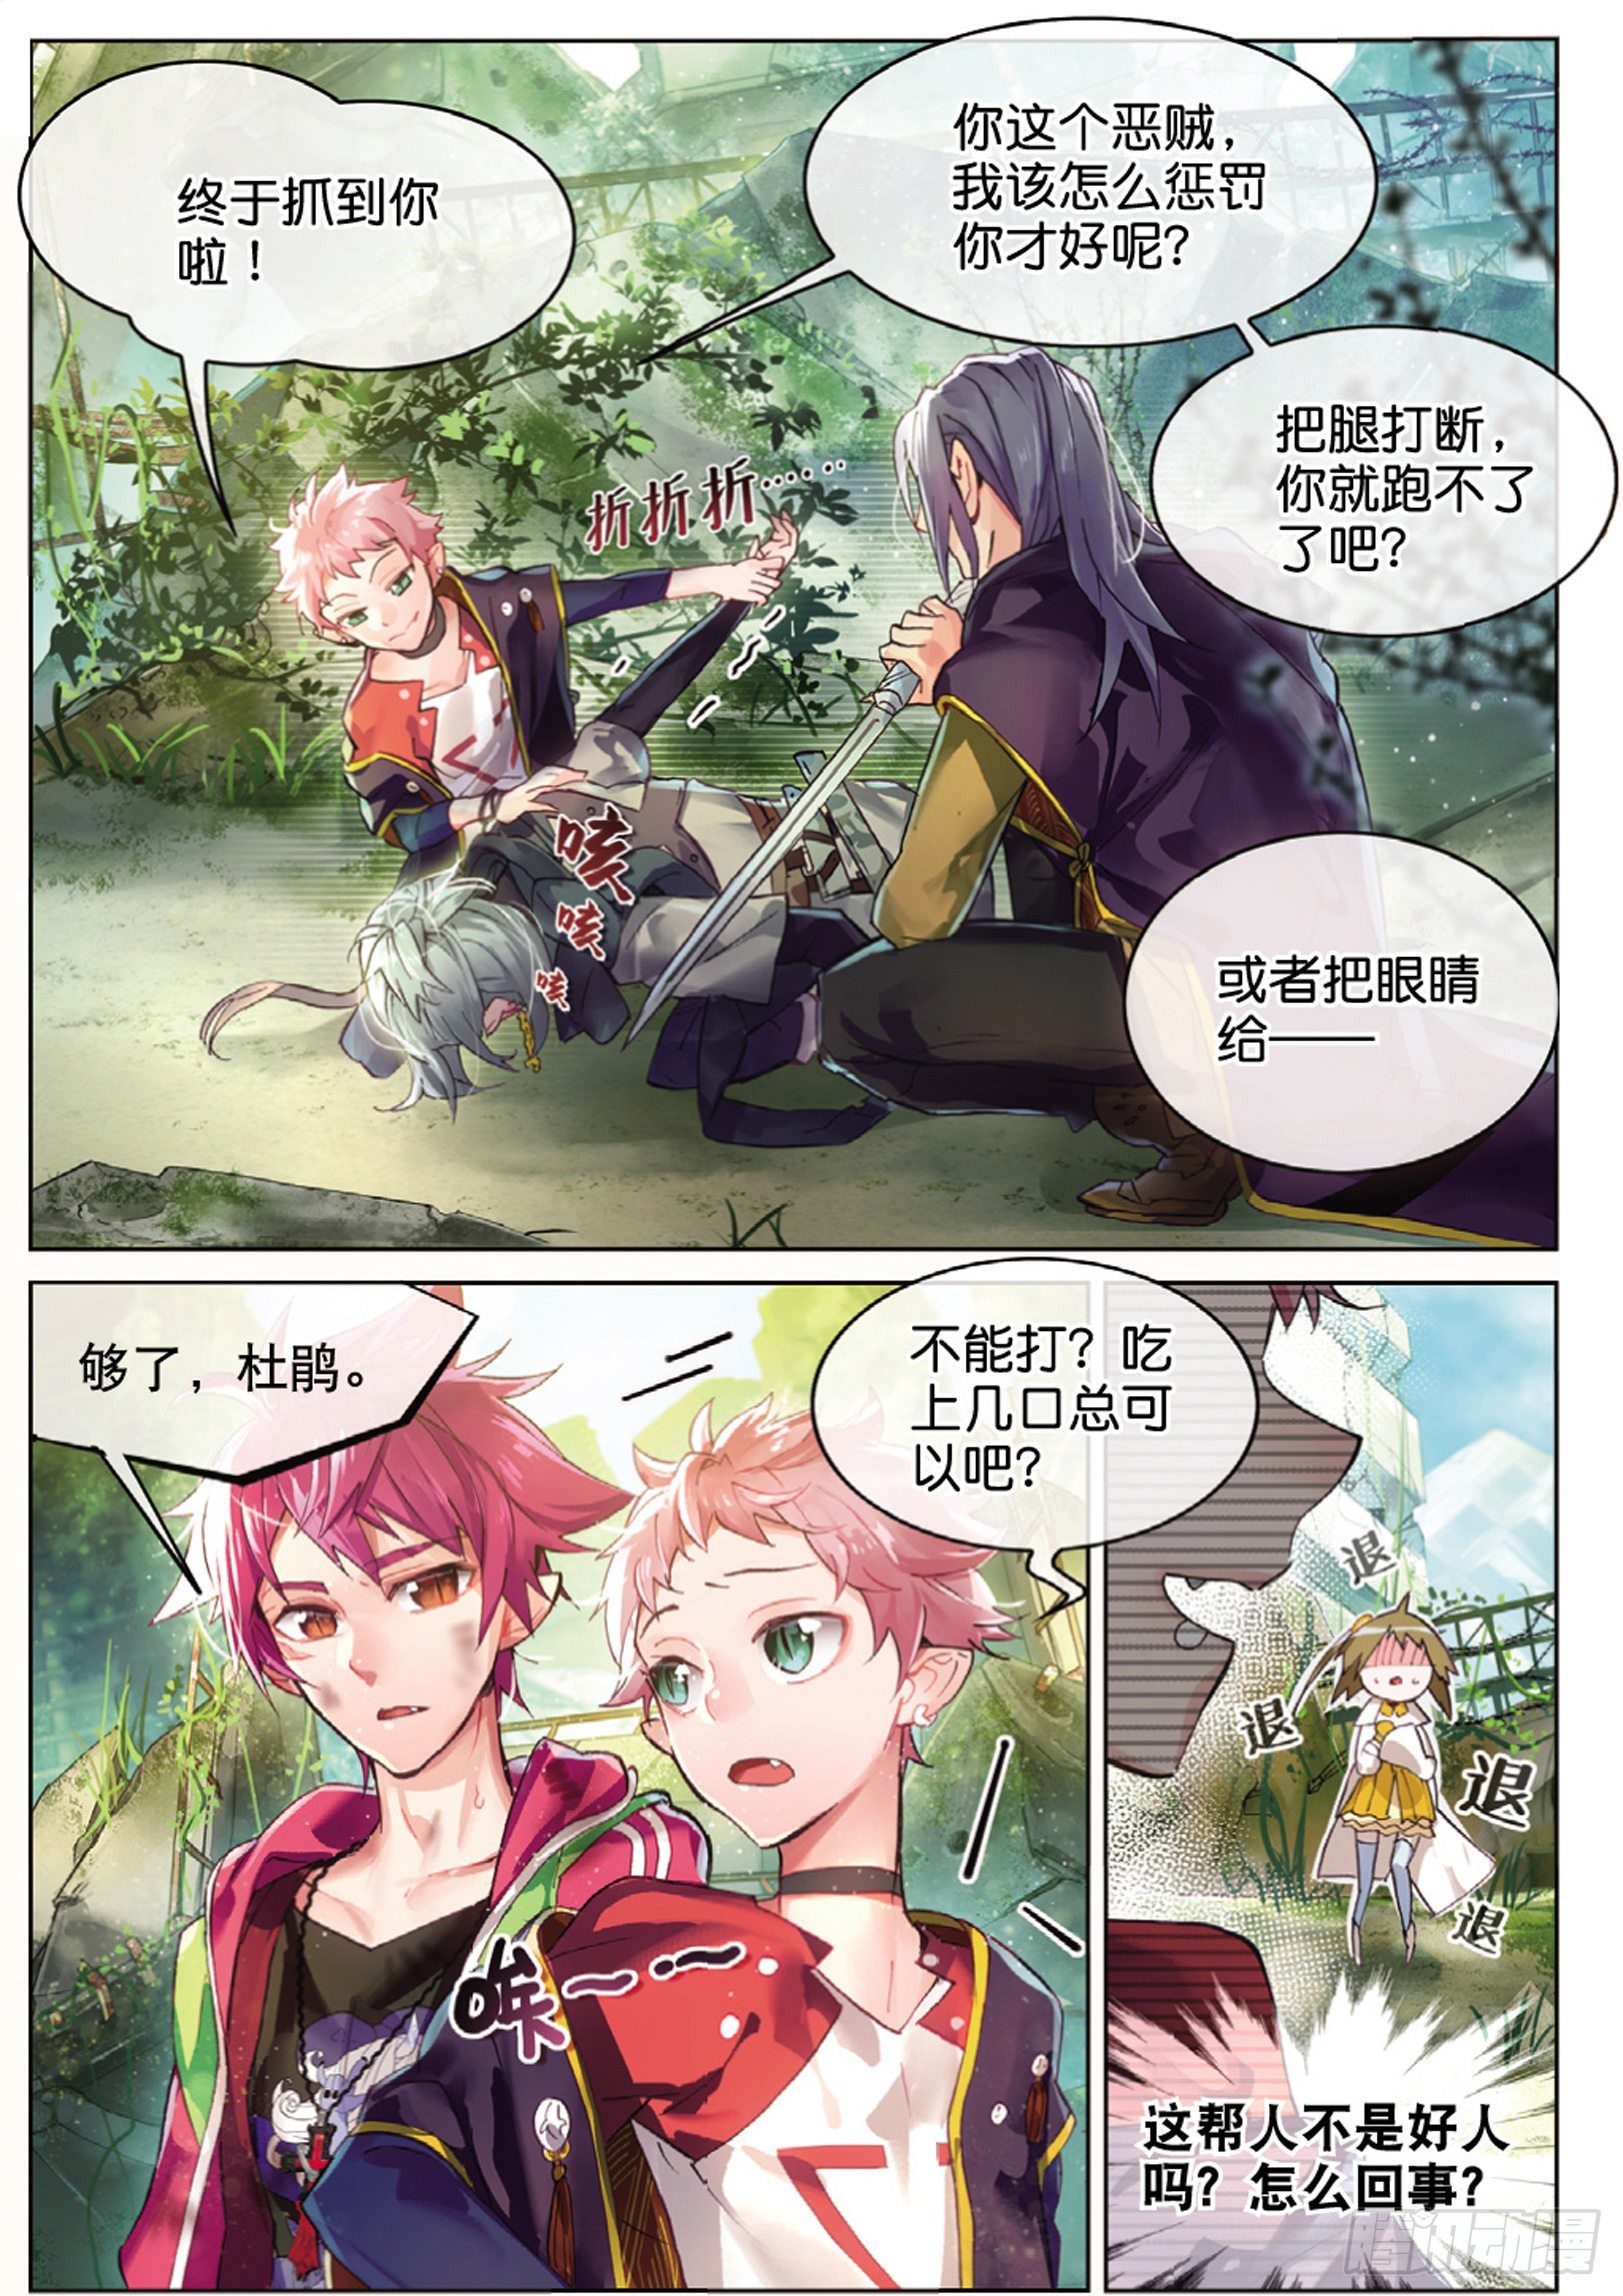 终于抓到你
啦！
你这个恶贼，
我该怎么惩罚
你才好呢？
把腿打断，
你就跑不了
了吧？
折折折……
咳
咳
咳
或者把眼睛
给——
够了，杜鹃。
不能打？吃
上几口总可
以吧？
退
退
退
退
这帮人不是好人
吗？怎么回事？
腾讯动漫